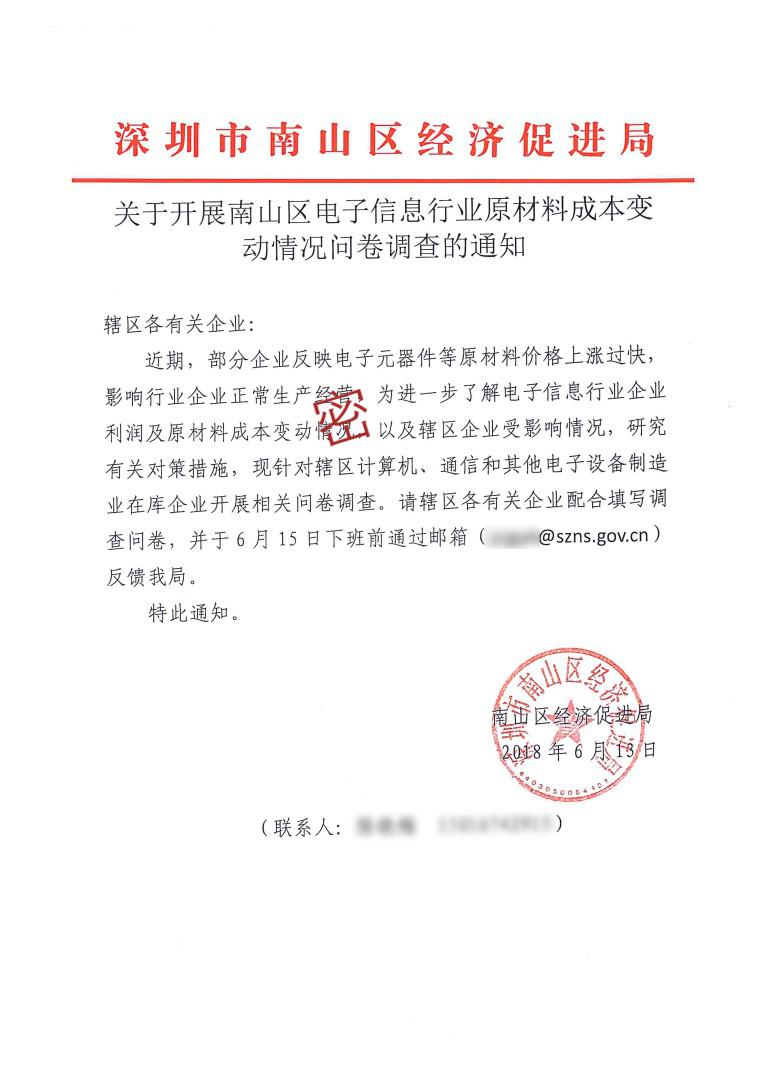 深圳市南山区经济促进局
关于开展南山区电子信息行业原材料成本变
动情况问卷调查的通知
辖区各有关企业：
近期，部分企业反映电子元器件等原材料价格上涨过快，
影响行业企业正常生产经营。为进一步了解电子信息行业企业
密
利润及原材料成本变动情况，以及辖区企业受影响情况，研究
有关对策措施，现针对辖区计算机、通信和其他电子设备制造
业在库企业开展相关问卷调查。请辖区各有关企业配合填写调
查问卷，并于6月15日下班前通过邮箱（@szns.gov.cn）
反馈我局。
特此通知。
深圳市南山区经济促进局
南山区经济促进局
2018年6月13日
（联系人：）